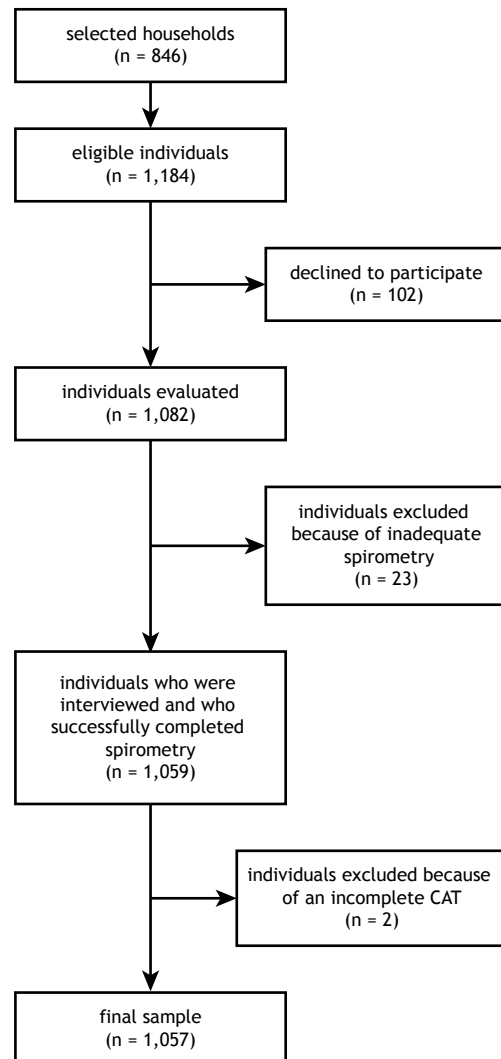 selected households
(n = 846)
eligible individuals
(n = 1,184)
declined to participate
(n = 102)
individuals evaluated
(n = 1,082)
individuals excluded
because of inadequate
spirometry
(n = 23)
individuals who were
interviewed and who
successfully completed
spirometry
(n = 1,059)
individuals excluded because
of an incomplete CAT
(n = 2)
final sample
(n = 1,057)